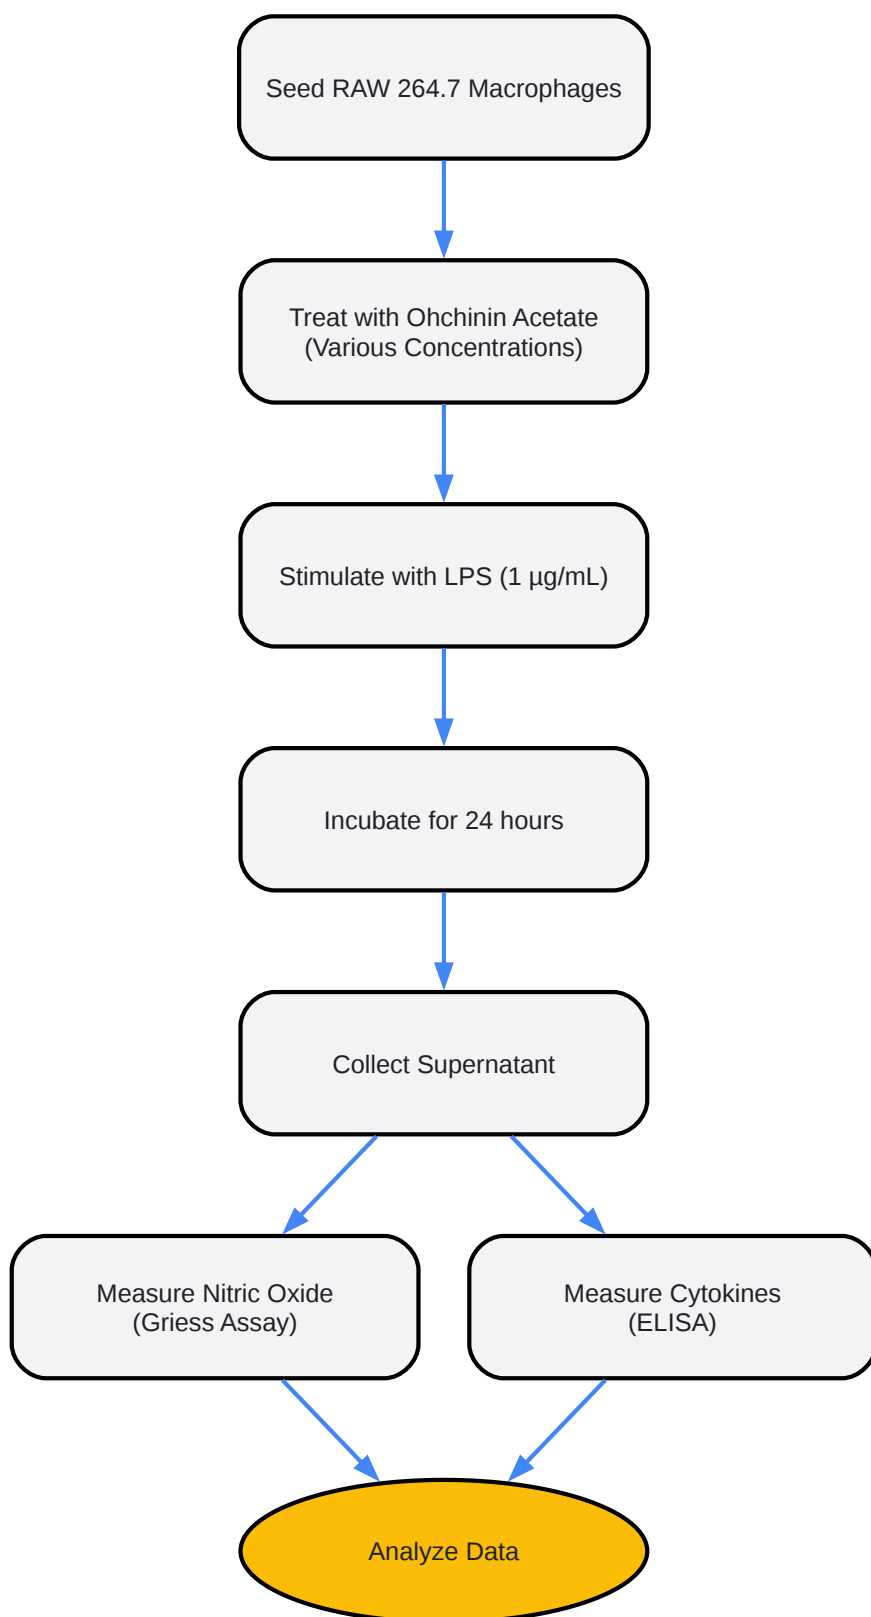 Seed RAW 264.7 Macrophages
Treat with Ohchinin Acetate
(Various Concentrations)
Stimulate with LPS (1 µg/mL)
Incubate for 24 hours
Collect Supernatant
Measure Nitric Oxide
(Griess Assay)
Measure Cytokines
(ELISA)
Analyze Data